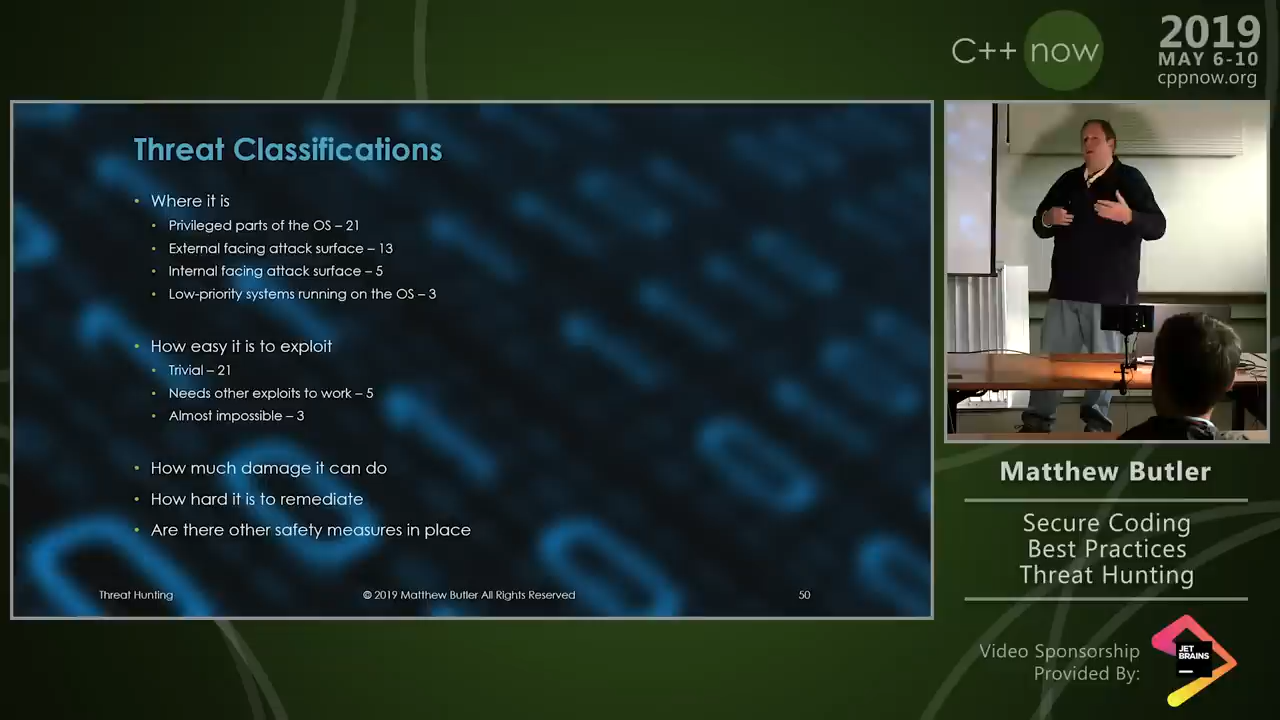 C++ now
2019
MAY 6-10
cppnow.org
Threat Classifications
• Where it is
• Privileged parts of the OS – 21
• External facing attack surface – 13
• Internal facing attack surface – 5
• Low-priority systems running on the OS – 3
• How easy it is to exploit
• Trivial – 21
• Needs other exploits to work – 5
• Almost impossible – 3
• How much damage it can do
• How hard it is to remediate
• Are there other safety measures in place
Threat Hunting
© 2019 Matthew Butler All Rights Reserved
50
Matthew Butler
Secure Coding
Best Practices
Threat Hunting
Video Sponsorship
Provided By:
JET
BRAINS